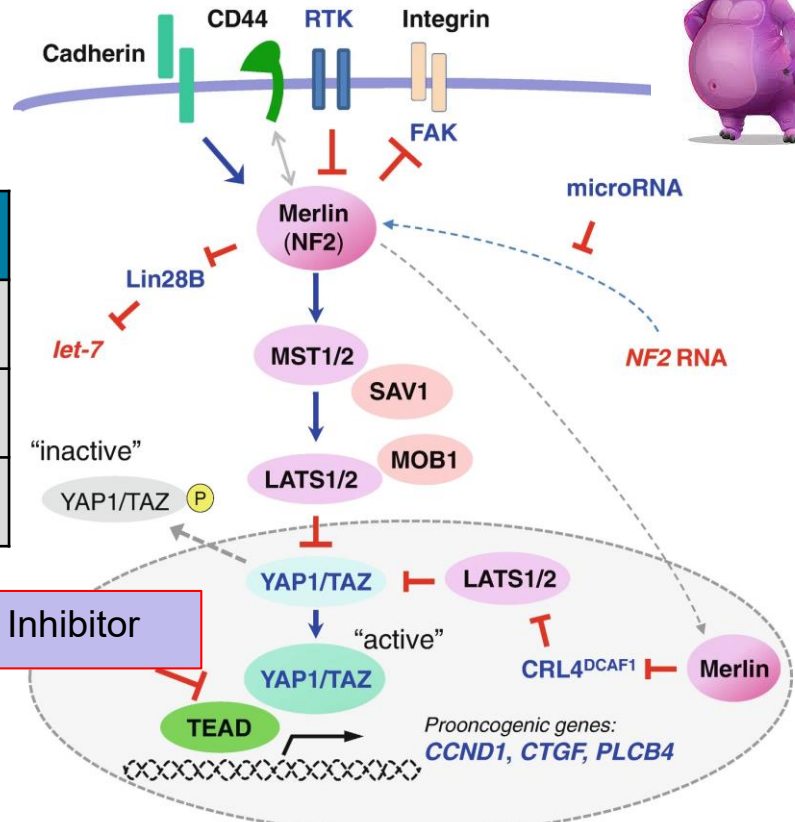 CD44
RTK
Integrin
Cadherin
FAK
microRNA
Merlin
(NF2)
Lin28B
let-7
NF2 RNA
MST1/2
SAV1
“inactive”
MOB1
LATS1/2
YAP1/TAZ
P
YAP1/TAZ
LATS1/2
Inhibitor
“active”
YAP1/TAZ
CRL4DCAF1
Merlin
TEAD
Prooncogenic genes:
CCND1, CTGF, PLCB4